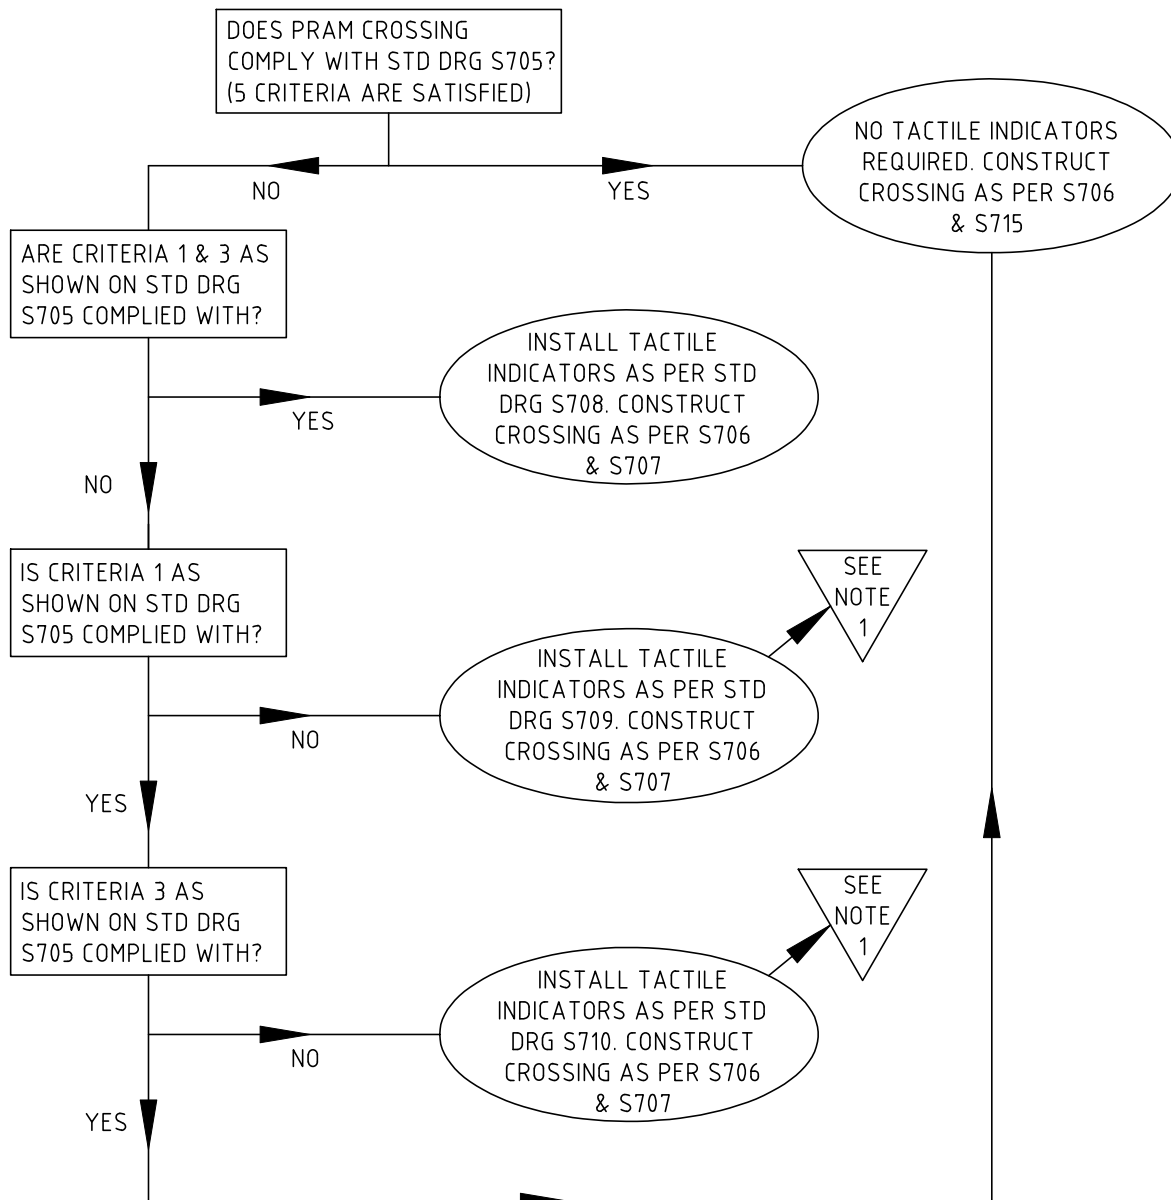 DOES PRAM CROSSING
COMPLY WITH STD DRG S705?
(5 CRITERIA ARE SATISFIED)
NO TACTILE INDICATORS
REQUIRED. CONSTRUCT
CROSSING AS PER S706
& S715
NO
YES
ARE CRITERIA 1 & 3 AS
SHOWN ON STD DRG
S705 COMPLIED WITH?
INSTALL TACTILE
INDICATORS AS PER STD
DRG S708. CONSTRUCT
CROSSING AS PER S706
& S707
YES
NO
IS CRITERIA 1 AS
SHOWN ON STD DRG
S705 COMPLIED WITH?
SEE
NOTE
1
INSTALL TACTILE
INDICATORS AS PER STD
DRG S709. CONSTRUCT
CROSSING AS PER S706
& S707
NO
YES
IS CRITERIA 3 AS
SHOWN ON STD DRG
S705 COMPLIED WITH?
SEE
NOTE
1
INSTALL TACTILE
INDICATORS AS PER STD
DRG S710. CONSTRUCT
CROSSING AS PER S706
& S707
NO
YES